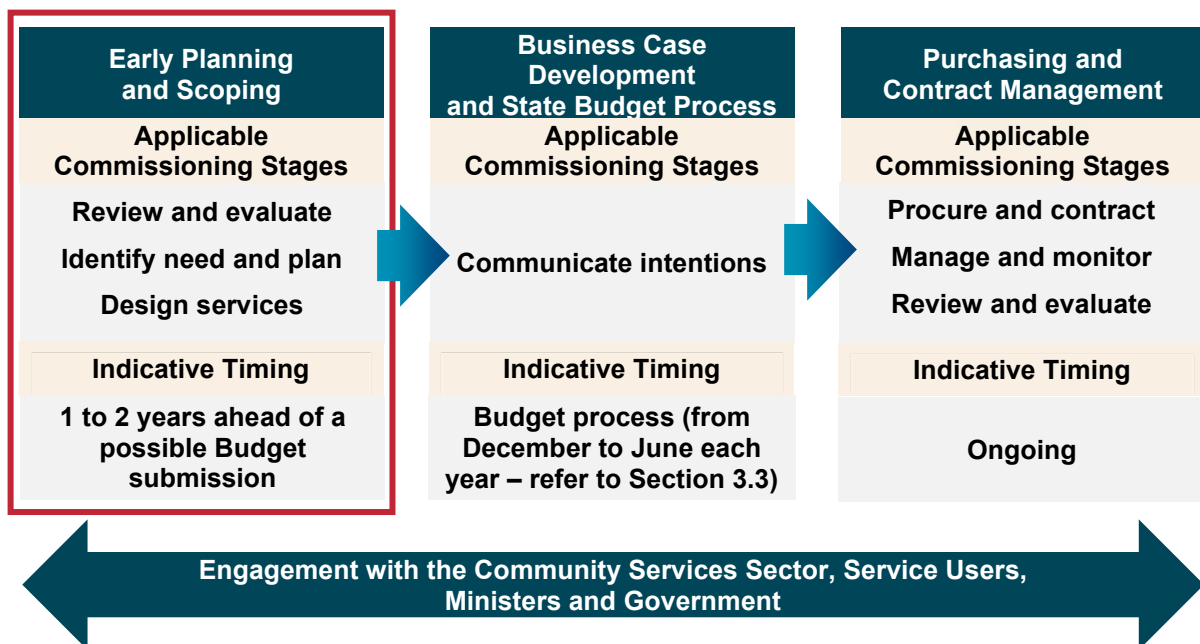 Early Planning
and Scoping
Applicable
Commissioning Stages
Review and evaluate
Identify need and plan
Design services
Indicative Timing
1 to 2 years ahead of a
possible Budget
submission
Business Case
Development
and State Budget Process
Applicable
Commissioning Stages
Communicate intentions
Indicative Timing
Budget process (from
December to June each
year – refer to Section 3.3)
Purchasing and
Contract Management
Applicable
Commissioning Stages
Procure and contract
Manage and monitor
Review and evaluate
Indicative Timing
Ongoing
Engagement with the Community Services Sector, Service Users,
Ministers and Government